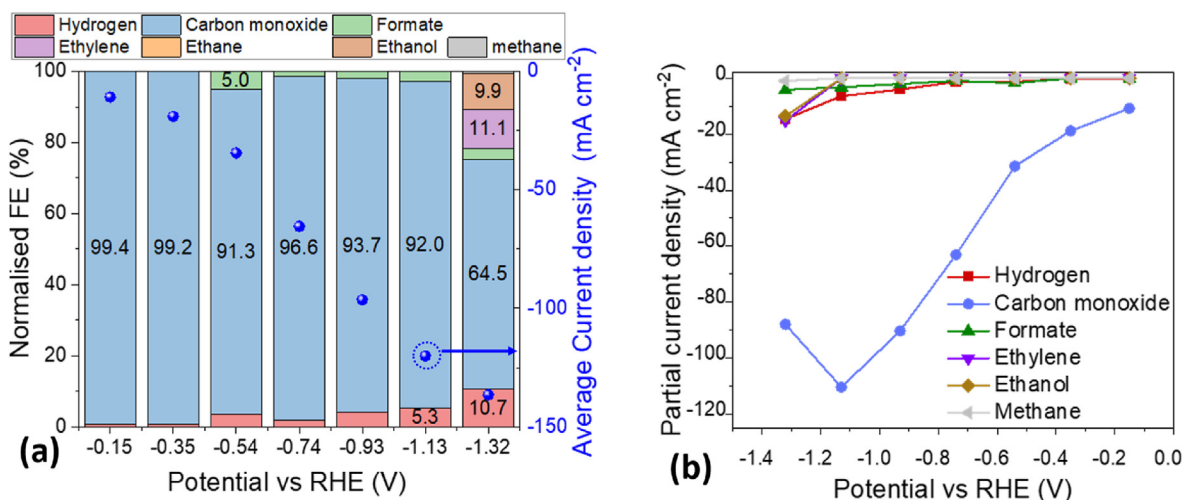 Hydrogen Carbon monoxide Formate
Ethylene Ethane Ethanol methane
Normalised FE (%)
100
80
60
40
20
0
99.4
99.2
5.0
91.3
96.6
93.7
92.0
5.3
9.9
11.1
64.5
10.7
0
-50
-100
-150
Average Current density (mA cm⁻²)
-0.15 -0.35 -0.54 -0.74 -0.93 -1.13 -1.32
(a)
Potential vs RHE (V)
Partial current density (mA cm⁻²)
0
-20
-40
-60
-80
-100
-120
Hydrogen
Carbon monoxide
Formate
Ethylene
Ethanol
Methane
-1.4 -1.2 -1.0 -0.8 -0.6 -0.4 -0.2 0.0
(b)
Potential vs RHE (V)